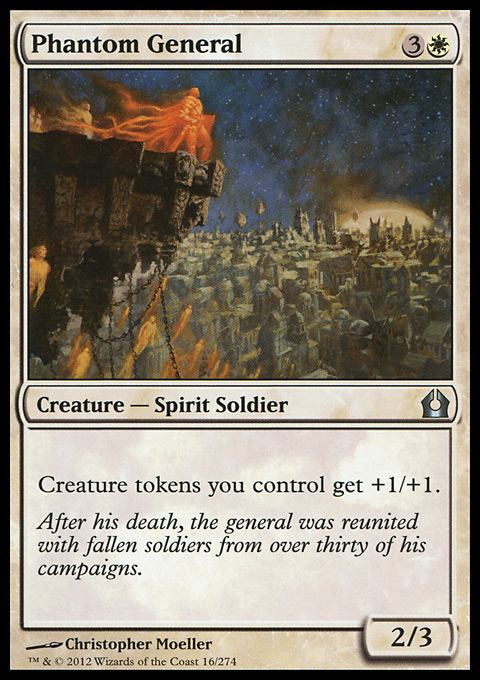 Phantom General 3
Creature — Spirit Soldier
Creature tokens you control get +1/+1.
After his death, the general was reunited
with fallen soldiers from over thirty of his
campaigns.
Christopher Moeller
2/3
™ & © 2012 Wizards of the Coast 16/274